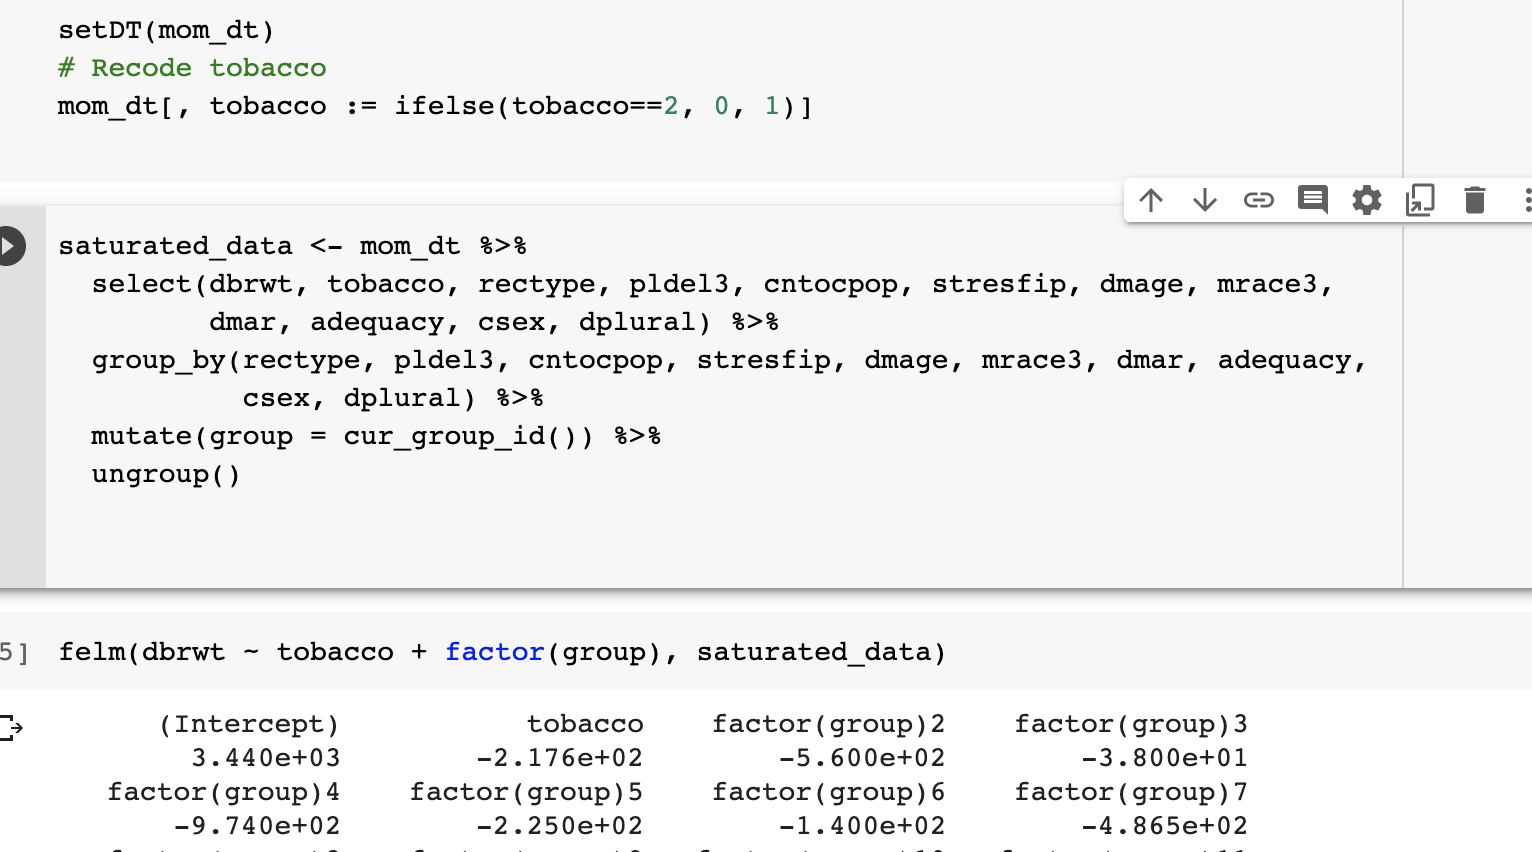 setDT(mom_dt)
# Recode tobacco
mom_dt[, tobacco := ifelse(tobacco==2, 0, 1)]
saturated_data <- mom_dt %>%
select(dbrwt, tobacco, rectype, pldel3, cntocpop, stresfip, dmage, mrace3,
dmar, adequacy, csex, dplural) %>%
group_by(rectype, pldel3, cntocpop, stresfip, dmage, mrace3, dmar, adequacy,
csex, dplural) %>%
mutate(group = cur_group_id()) %>%
ungroup()
5] felm(dbrwt ~ tobacco + factor(group), saturated_data)
(Intercept) tobacco factor(group)2 factor(group)3
3.440e+03 -2.176e+02 -5.600e+02 -3.800e+01
factor(group)4 factor(group)5 factor(group)6 factor(group)7
-9.740e+02 -2.250e+02 -1.400e+02 -4.865e+02